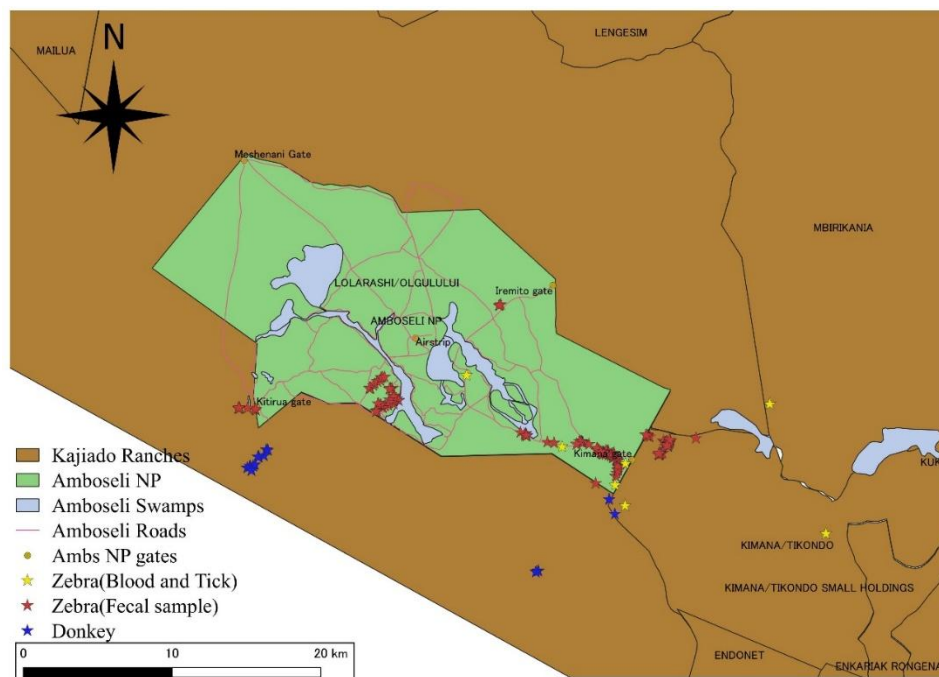 LENGESIM
MAILUA
N
Meshenani Gate
MBIRIKANIA
LOLARASHI/OLGULULUI
Iremito gate
AMBOSELI NP
Airstrip
Kitirua gate
Kimana gate
KUK
Kajiado Ranches
Amboseli NP
Amboseli Swamps
Amboseli Roads
Ambs NP gates
Zebra(Blood and Tick)
Zebra(Fecal sample)
Donkey
KIMANA/TIKONDO
KIMANA/TIKONDO SMALL HOLDINGS
ENDONET
ENKARIAK RONGENA
0 10 20 km